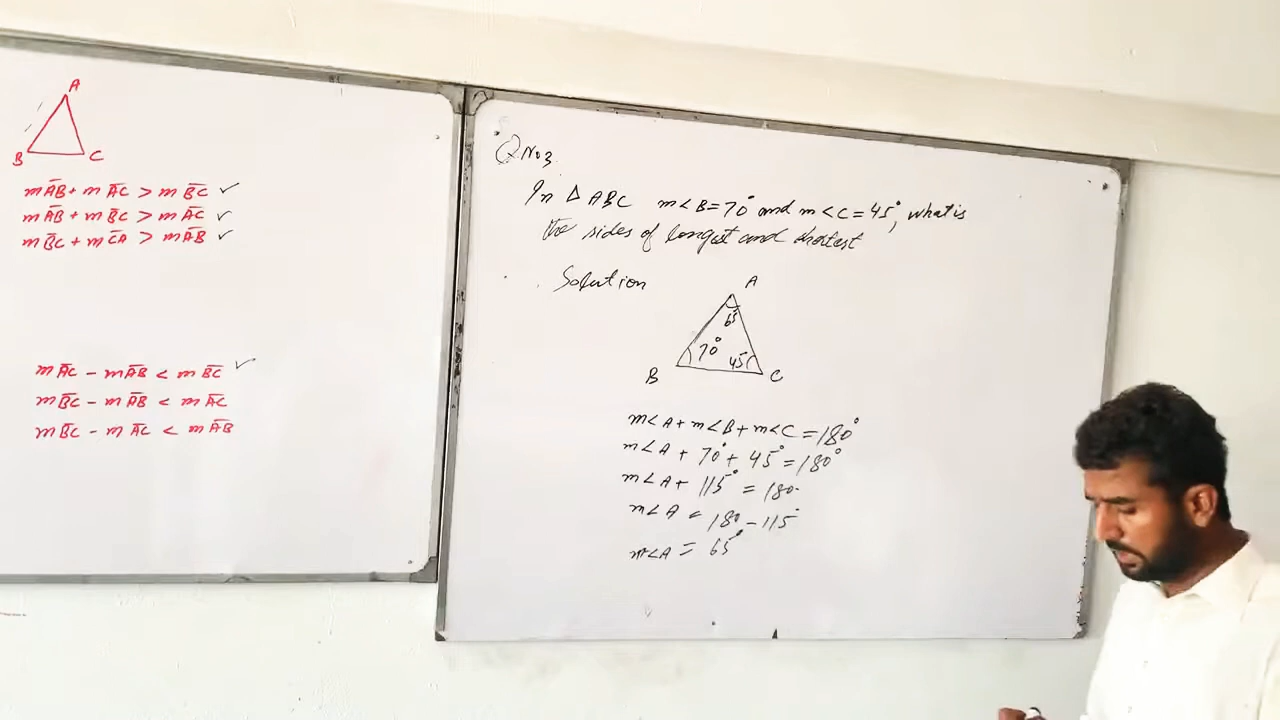 A
B
C
mAB + mAC > mBC ✓
mAB + mBC > mAC ✓
mBC + mCA > mAB ✓
mAC - mAB < mBC ✓
mBC - mAB < mAC
mBC - mAC < mAB
Q No 3.
In Δ ABC m<B=70° and m<C=45°, what is
the sides of longest and shortest
Solution
A
65
70°
45
B
C
m<A + m<B + m<C = 180°
m<A + 70° + 45° = 180°
m<A + 115° = 180
m<A = 180 - 115°
m<A = 65°